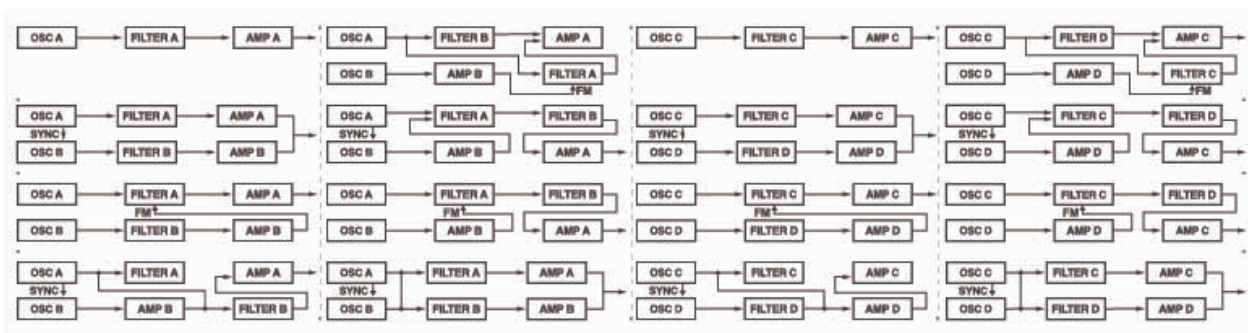 OSC A FILTER A AMP A OSC A FILTER B AMP A OSC C FILTER C AMP C OSC C FILTER D AMP C
OSC B AMP B FILTER A OSC D AMP D FILTER C
FM FM
OSC A FILTER A AMP A OSC A FILTER A FILTER B OSC C FILTER C AMP C OSC C FILTER C FILTER D
SYNC SYNC SYNC SYNC
OSC B FILTER B AMP B OSC B AMP B AMP A OSC D FILTER D AMP D OSC D AMP D AMP C
OSC A FILTER A AMP A OSC A FILTER A FILTER B OSC C FILTER C AMP C OSC C FILTER C FILTER D
FM FM FM FM
OSC B FILTER B AMP B OSC B AMP B AMP A OSC D FILTER D AMP D OSC D AMP D AMP C
OSC A FILTER A AMP A OSC A FILTER A AMP A OSC C FILTER C AMP C OSC C FILTER C AMP C
SYNC SYNC SYNC SYNC
OSC B AMP B FILTER B OSC B FILTER B AMP B OSC D FILTER D AMP D OSC D FILTER D AMP D